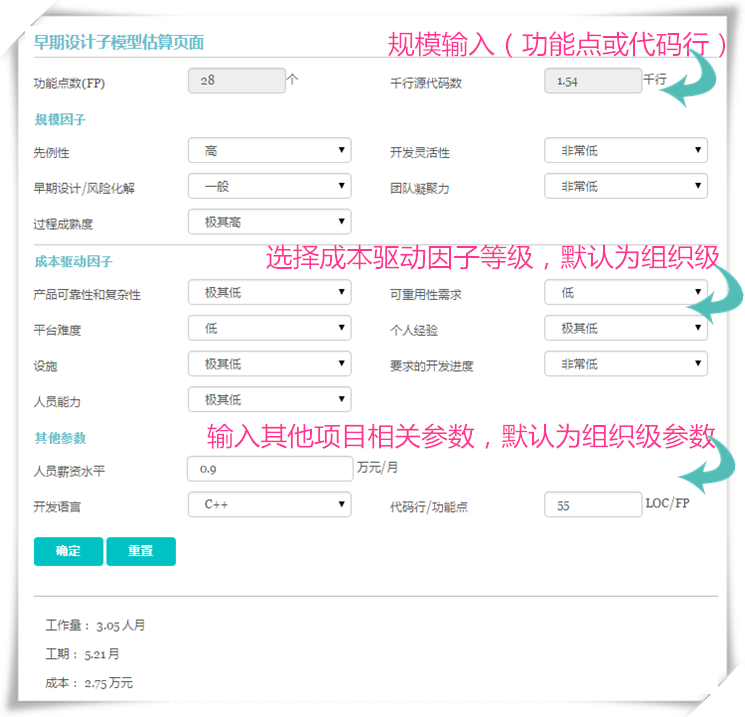 早期设计子模型估算页面
规模输入（功能点或代码行）
功能点数(FP) 28 个 千行源代码数 1.54 千行
规模因子
先例性 高 开发灵活性 非常低
早期设计/风险化解 一般 团队凝聚力 非常低
过程成熟度 极其高
成本驱动因子
选择成本驱动因子等级，默认为组织级
产品可靠性和复杂性 极其低 可重用性需求 低
平台难度 低 个人经验 极其低
设施 极其低 要求的开发进度 非常低
人员能力 极其低
其他参数
输入其他项目相关参数，默认为组织级参数
人员薪资水平 0.9 万元/月
开发语言 C++ 代码行/功能点 55 LOC/FP
确定 重置
工作量： 3.05 人月
工期： 5.21 月
成本： 2.75 万元